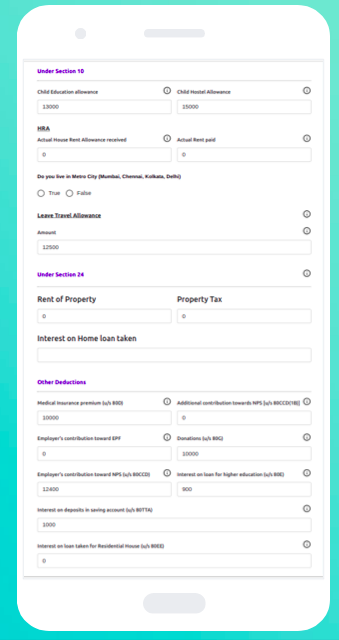 Under Section 10
Child Education allowance Child Hostel Allowance
13000 15000
HRA
Actual House Rent Allowance received Actual Rent paid
0 0
Do you live in Metro City (Mumbai, Chennai, Kolkata, Delhi)
True False
Leave Travel Allowance
Amount
12500
Under Section 24
Rent of Property Property Tax
0 0
Interest on Home loan taken
Other Deductions
Medical Insurance premium (u/s 80D) Additional contribution towards NPS [u/s 80CCD(1B)]
10000 0
Employer's contribution toward EPF Donations (u/s 80G)
0 10000
Employer's contribution toward NPS (u/s 80CCD) Interest on loan for higher education (u/s 80E)
12400 900
Interest on deposits in saving account (u/s 80TTA)
1000
Interest on loan taken for Residential House (u/s 80EE)
0